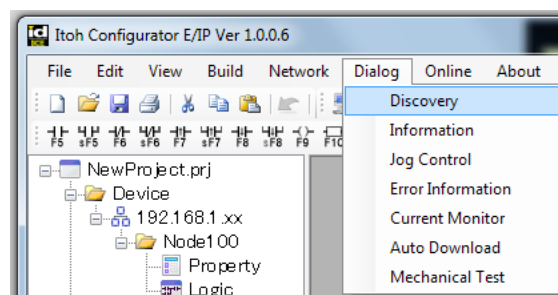 Itoh Configurator E/IP Ver 1.0.0.6
File Edit View Build Network Dialog Online About
F5 sF5 F6 sF6 F7 sF7 F8 sF8 F9 F10
Discovery
Information
Jog Control
Error Information
Current Monitor
Auto Download
Mechanical Test
NewProject.prj
Device
192.168.1.xx
Node100
Property
Logic